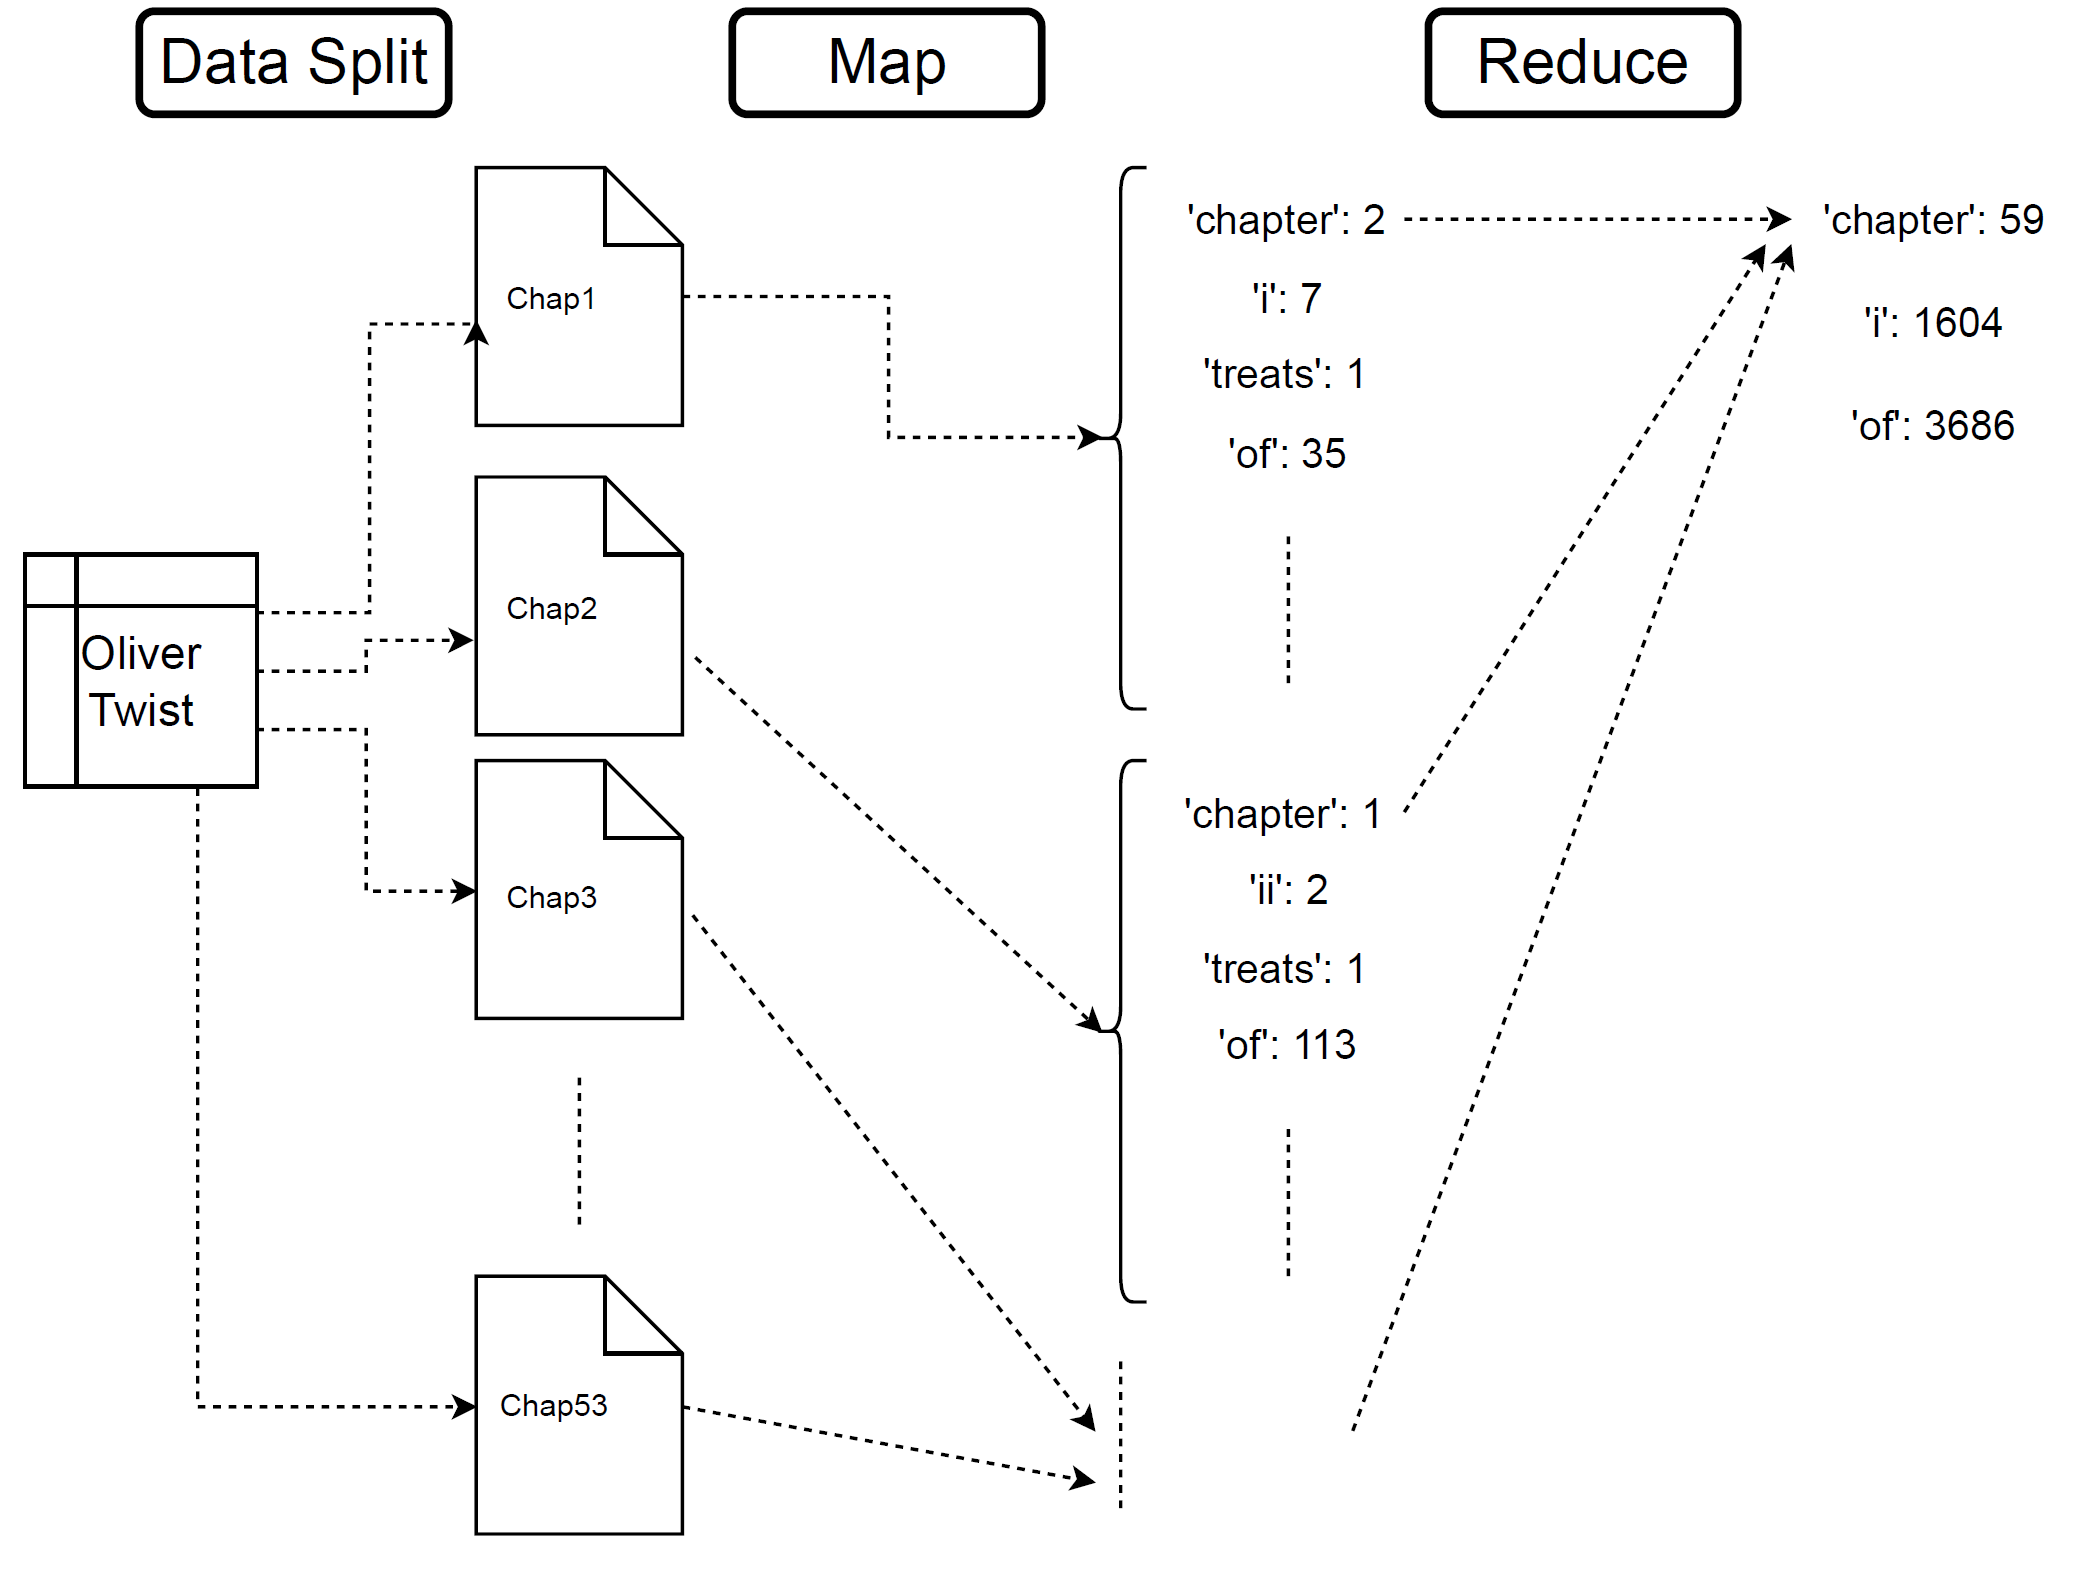 Data Split
Map
Reduce
Oliver
Twist
Chap1
Chap2
Chap3
Chap53
'chapter': 2
'i': 7
'treats': 1
'of': 35
'chapter': 1
'ii': 2
'treats': 1
'of': 113
'chapter': 59
'i': 1604
'of': 3686